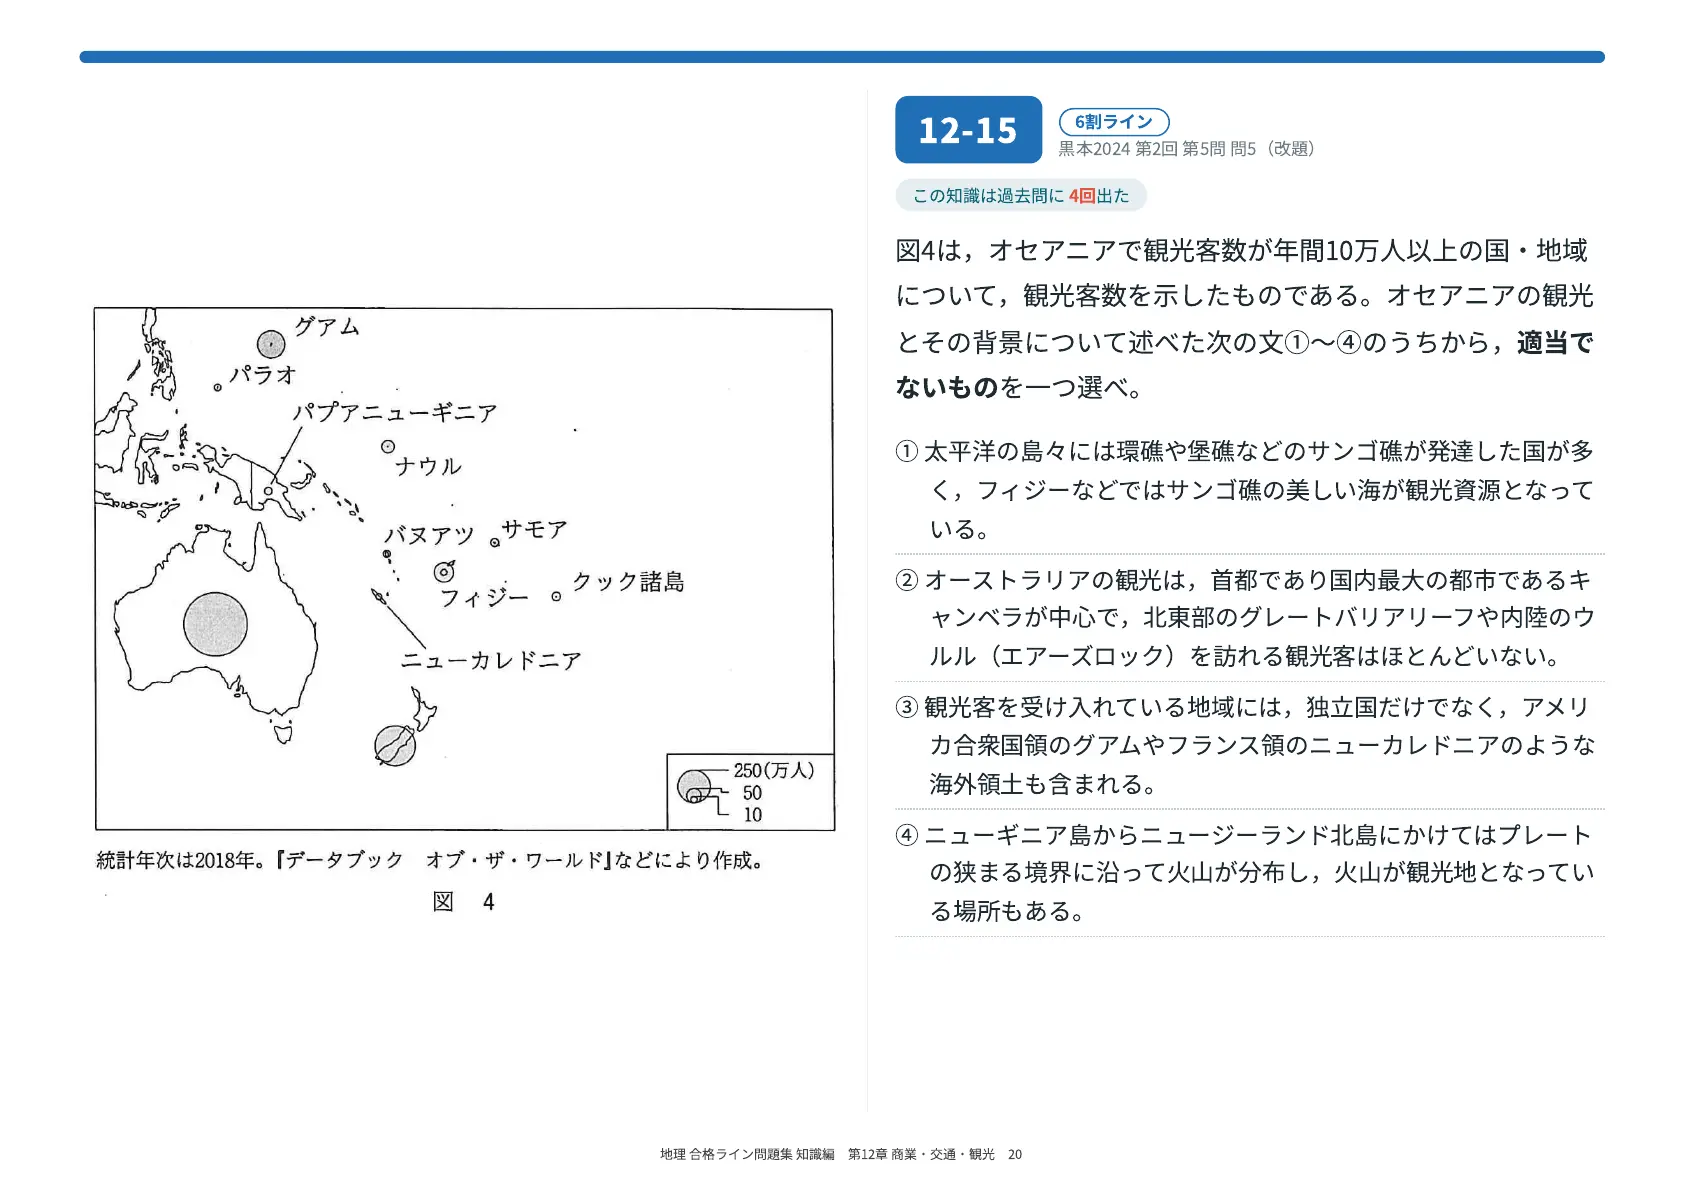 グアム
パラオ
パプアニューギニア
ナウル
バヌアツ
サモア
フィジー
クック諸島
ニューカレドニア
250(万人)
50
10
統計年次は2018年。『データブック　オブ・ザ・ワールド』などにより作成。
図　4
12-15
6割ライン
黒本2024 第2回 第5問 問5（改題）
この知識は過去問に 4回出た
図4は，オセアニアで観光客数が年間10万人以上の国・地域
について，観光客数を示したものである。オセアニアの観光
とその背景について述べた次の文①〜④のうちから，適当で
ないものを一つ選べ。
① 太平洋の島々には環礁や堡礁などのサンゴ礁が発達した国が多
く，フィジーなどではサンゴ礁の美しい海が観光資源となって
いる。
② オーストラリアの観光は，首都であり国内最大の都市であるキ
ャンベラが中心で，北東部のグレートバリアリーフや内陸のウ
ルル（エアーズロック）を訪れる観光客はほとんどいない。
③ 観光客を受け入れている地域には，独立国だけでなく，アメリ
カ合衆国領のグアムやフランス領のニューカレドニアのような
海外領土も含まれる。
④ ニューギニア島からニュージーランド北島にかけてはプレート
の狭まる境界に沿って火山が分布し，火山が観光地となってい
る場所もある。
地理 合格ライン問題集 知識編　第12章 商業・交通・観光　20